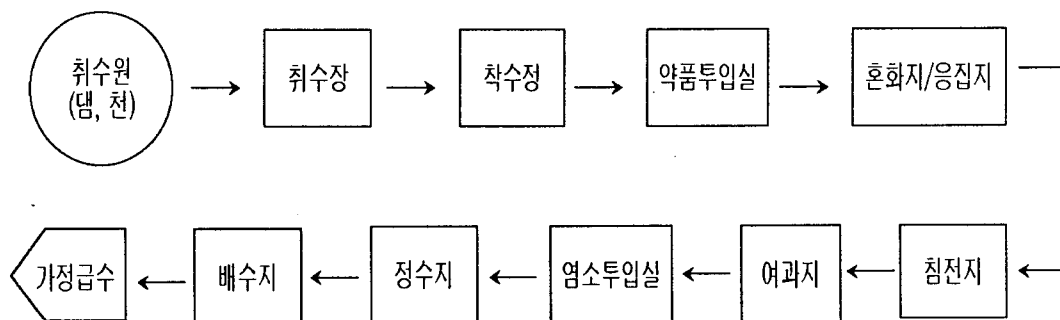 취수원
(댐, 천)
취수장
착수정
약품투입실
혼화지/응집지
가정급수
배수지
정수지
염소투입실
여과지
침전지